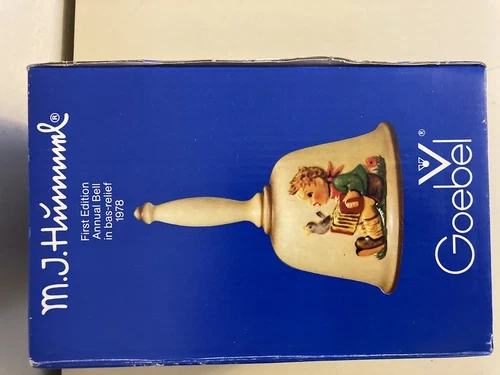 M.J.Hummel®
First Edition
Annual Bell
in bas-relief
1978
W ®
Goebel